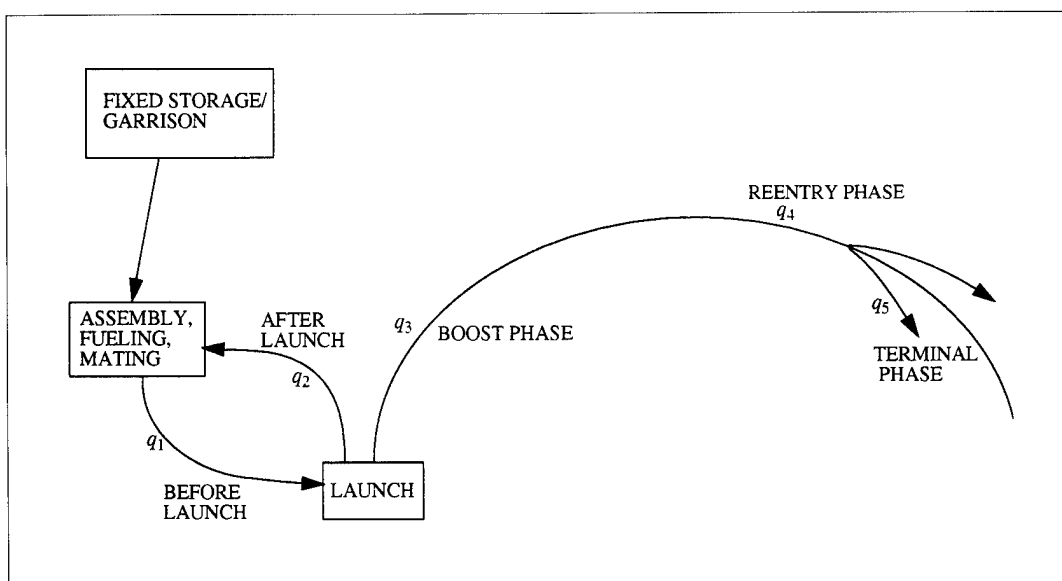 FIXED STORAGE/
GARRISON
REENTRY PHASE
q4
ASSEMBLY,
FUELING,
MATING
AFTER
LAUNCH
q2
q3
BOOST PHASE
q5
TERMINAL
PHASE
q1
BEFORE
LAUNCH
LAUNCH